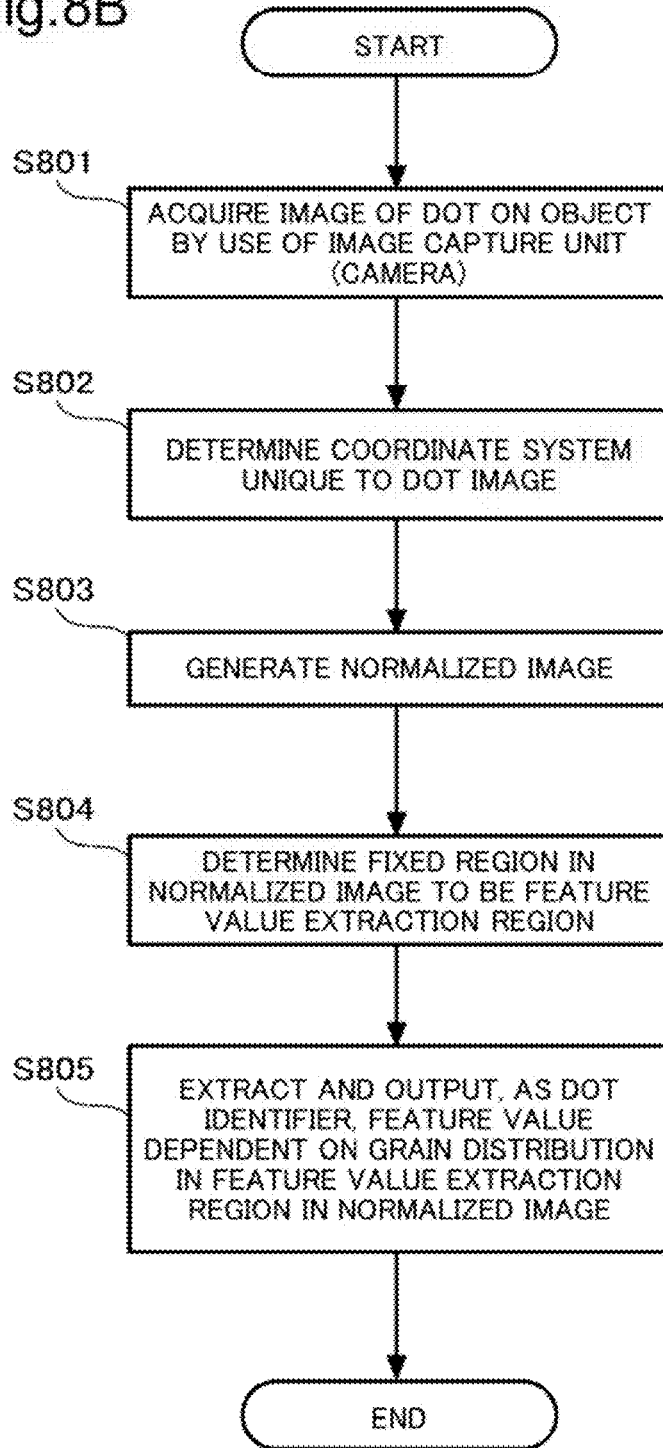 ig.8B
START
S801
ACQUIRE IMAGE OF DOT ON OBJECT
BY USE OF IMAGE CAPTURE UNIT
(CAMERA)
S802
DETERMINE COORDINATE SYSTEM
UNIQUE TO DOT IMAGE
S803
GENERATE NORMALIZED IMAGE
S804
DETERMINE FIXED REGION IN
NORMALIZED IMAGE TO BE FEATURE
VALUE EXTRACTION REGION
S805
EXTRACT AND OUTPUT, AS DOT
IDENTIFIER, FEATURE VALUE
DEPENDENT ON GRAIN DISTRIBUTION
IN FEATURE VALUE EXTRACTION
REGION IN NORMALIZED IMAGE
END